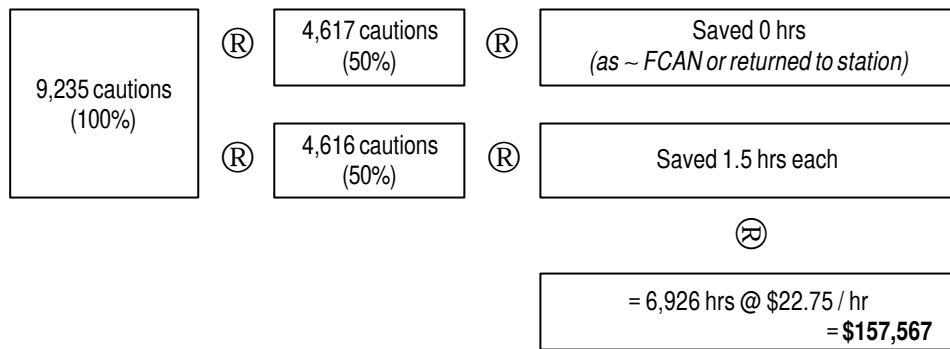 9,235 cautions
(100%)
®
4,617 cautions
(50%)
®
Saved 0 hrs
(as ~ FCAN or returned to station)
®
4,616 cautions
(50%)
®
Saved 1.5 hrs each
®
= 6,926 hrs @ $22.75 / hr
= $157,567